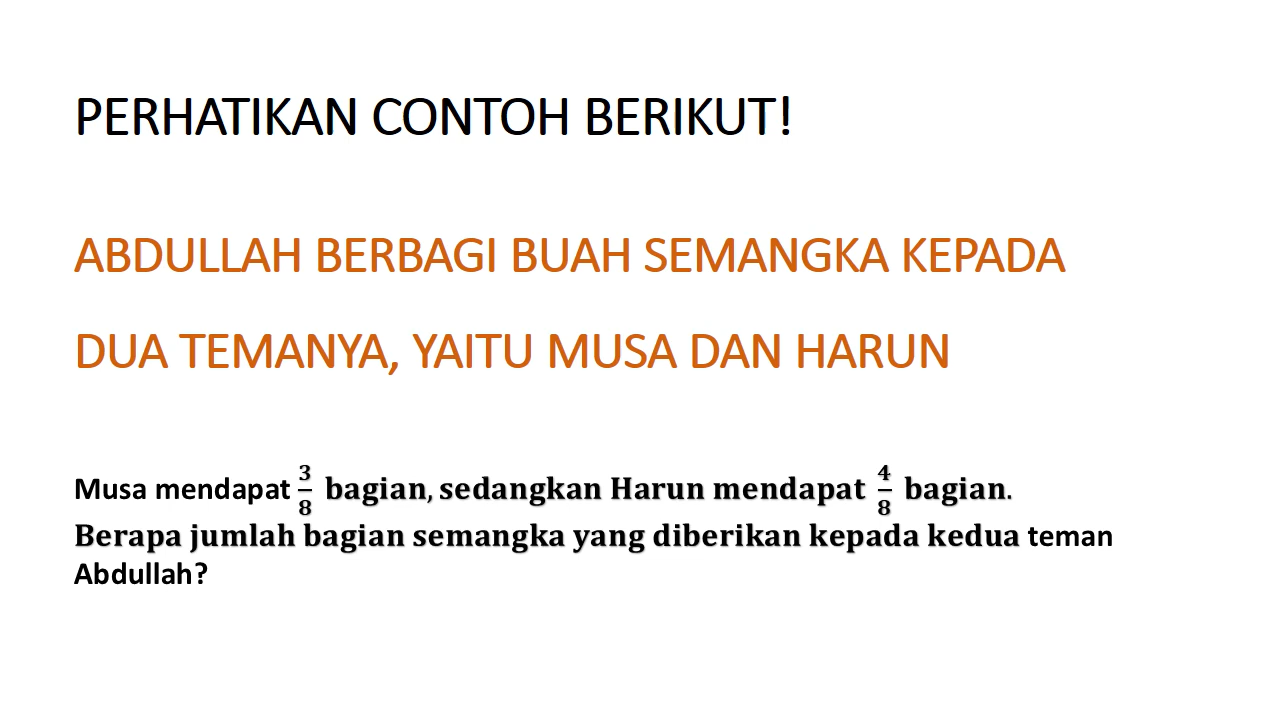 PERHATIKAN CONTOH BERIKUT!
ABDULLAH BERBAGI BUAH SEMANGKA KEPADA
DUA TEMANYA, YAITU MUSA DAN HARUN
Musa mendapat 3/8 bagian, sedangkan Harun mendapat 4/8 bagian.
Berapa jumlah bagian semangka yang diberikan kepada kedua teman
Abdullah?